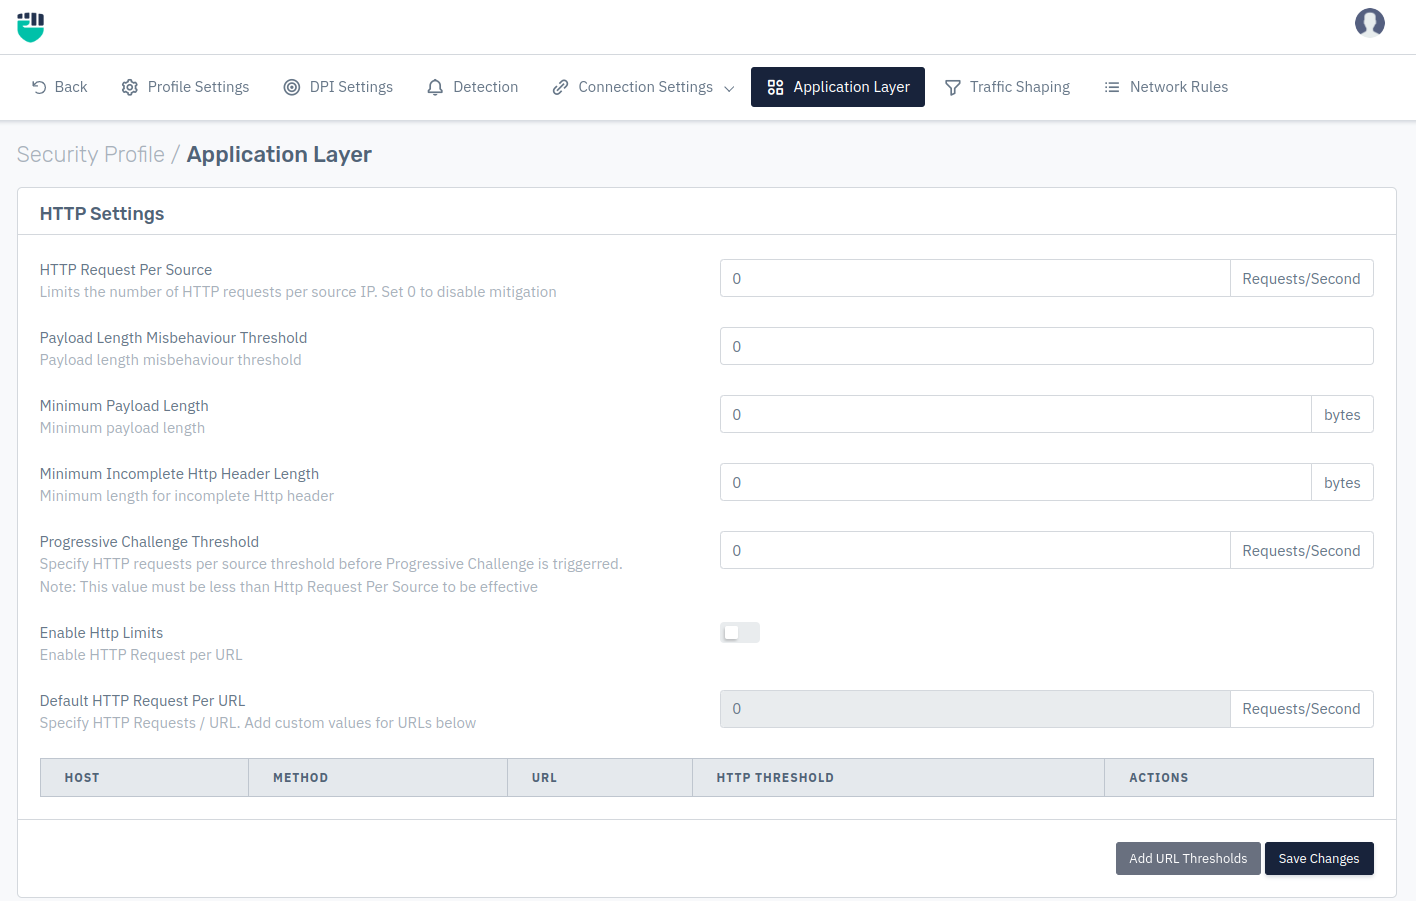 Back
Profile Settings
DPI Settings
Detection
Connection Settings
Application Layer
Traffic Shaping
Network Rules
Security Profile / Application Layer
HTTP Settings
HTTP Request Per Source
Limits the number of HTTP requests per source IP. Set 0 to disable mitigation
0
Requests/Second
Payload Length Misbehaviour Threshold
Payload length misbehaviour threshold
0
Minimum Payload Length
Minimum payload length
0
bytes
Minimum Incomplete Http Header Length
Minimum length for incomplete Http header
0
bytes
Progressive Challenge Threshold
Specify HTTP requests per source threshold before Progressive Challenge is triggerred.
Note: This value must be less than Http Request Per Source to be effective
0
Requests/Second
Enable Http Limits
Enable HTTP Request per URL
Default HTTP Request Per URL
Specify HTTP Requests / URL. Add custom values for URLs below
0
Requests/Second
HOST
METHOD
URL
HTTP THRESHOLD
ACTIONS
Add URL Thresholds
Save Changes